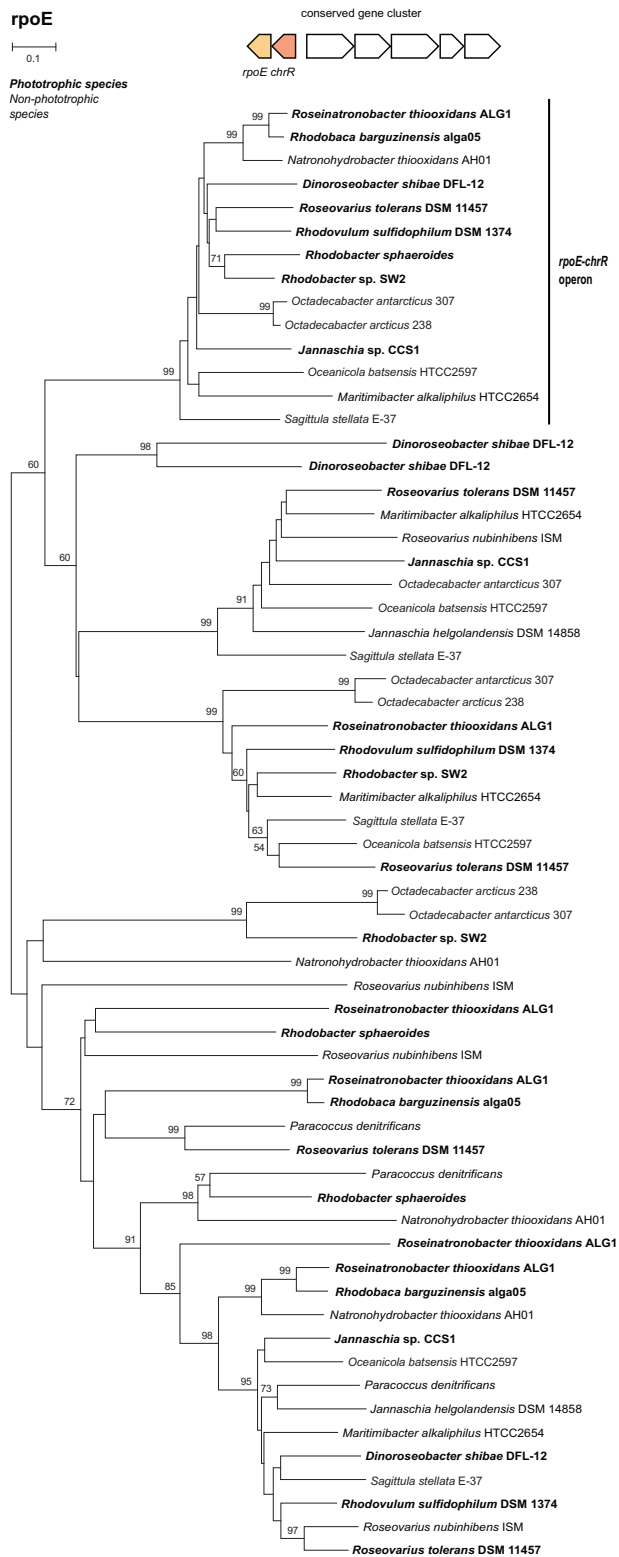 rpoE
conserved gene cluster
0.1
rpoE chrR
Phototrophic species
Non-phototrophic
species
99
Roseinatronobacter thiooxidans ALG1
99
Rhodobaca barguzinensis alga05
Natronohydrobacter thiooxidans AH01
Dinoroseobacter shibae DFL-12
Roseovarius tolerans DSM 11457
Rhodovulum sulfidophilum DSM 1374
71
Rhodobacter sphaeroides
rpoE-chrR
operon
Rhodobacter sp. SW2
99
Octadecabacter antarcticus 307
Octadecabacter arcticus 238
Jannaschia sp. CCS1
99
Oceanicola batsensis HTCC2597
Maritimibacter alkaliphilus HTCC2654
Sagittula stellata E-37
98
Dinoroseobacter shibae DFL-12
60
Dinoroseobacter shibae DFL-12
Roseovarius tolerans DSM 11457
Maritimibacter alkaliphilus HTCC2654
Roseovarius nubinhibens ISM
60
Jannaschia sp. CCS1
Octadecabacter antarcticus 307
91
Oceanicola batsensis HTCC2597
99
Jannaschia helgolandensis DSM 14858
Sagittula stellata E-37
99
Octadecabacter antarcticus 307
Octadecabacter arcticus 238
99
Roseinatronobacter thiooxidans ALG1
Rhodovulum sulfidophilum DSM 1374
60
Rhodobacter sp. SW2
Maritimibacter alkaliphilus HTCC2654
Sagittula stellata E-37
63
Oceanicola batsensis HTCC2597
54
Roseovarius tolerans DSM 11457
99
Octadecabacter arcticus 238
99
Octadecabacter antarcticus 307
Rhodobacter sp. SW2
Natronohydrobacter thiooxidans AH01
Roseovarius nubinhibens ISM
Roseinatronobacter thiooxidans ALG1
Rhodobacter sphaeroides
Roseovarius nubinhibens ISM
99
Roseinatronobacter thiooxidans ALG1
72
Rhodobaca barguzinensis alga05
99
Paracoccus denitrificans
Roseovarius tolerans DSM 11457
57
Paracoccus denitrificans
98
Rhodobacter sphaeroides
Natronohydrobacter thiooxidans AH01
91
Roseinatronobacter thiooxidans ALG1
99
Roseinatronobacter thiooxidans ALG1
85
99
Rhodobaca barguzinensis alga05
Natronohydrobacter thiooxidans AH01
98
Jannaschia sp. CCS1
Oceanicola batsensis HTCC2597
95
73
Paracoccus denitrificans
Jannaschia helgolandensis DSM 14858
Maritimibacter alkaliphilus HTCC2654
Dinoroseobacter shibae DFL-12
Sagittula stellata E-37
Rhodovulum sulfidophilum DSM 1374
97
Roseovarius nubinhibens ISM
Roseovarius tolerans DSM 11457